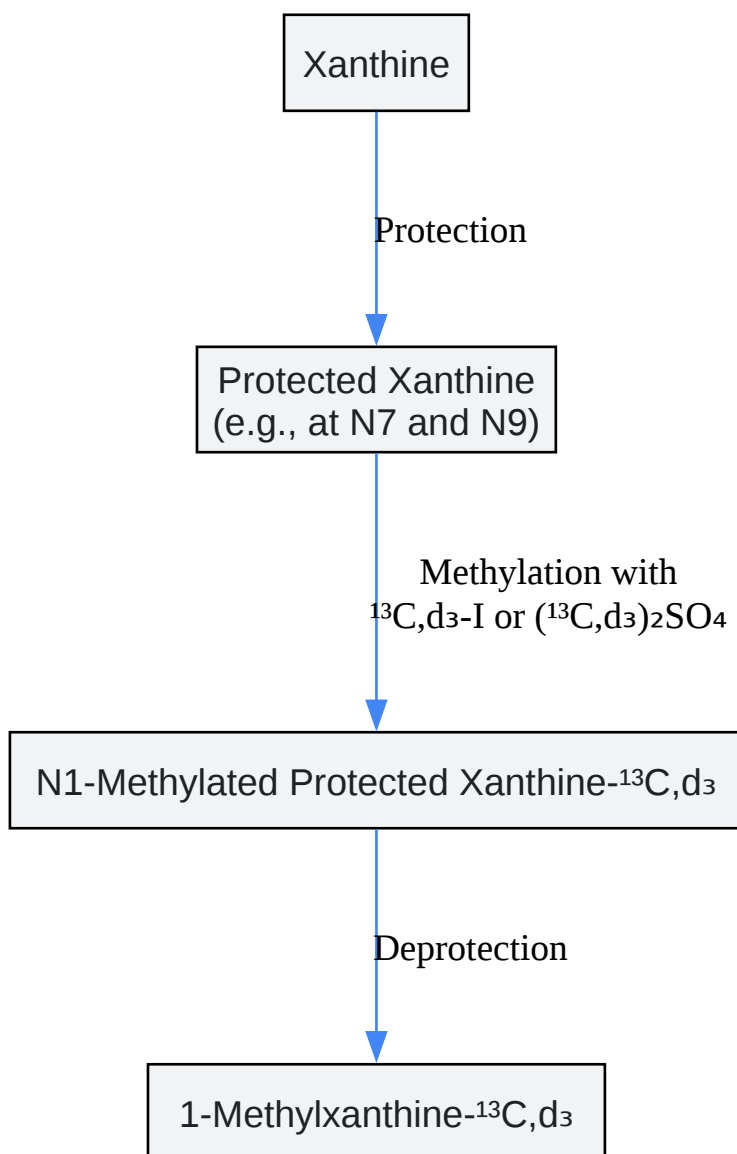 Xanthine
Protection
Protected Xanthine
(e.g., at N7 and N9)
Methylation with
¹³C,d₃-I or (¹³C,d₃)₂SO₄
N1-Methylated Protected Xanthine-¹³C,d₃
Deprotection
1-Methylxanthine-¹³C,d₃